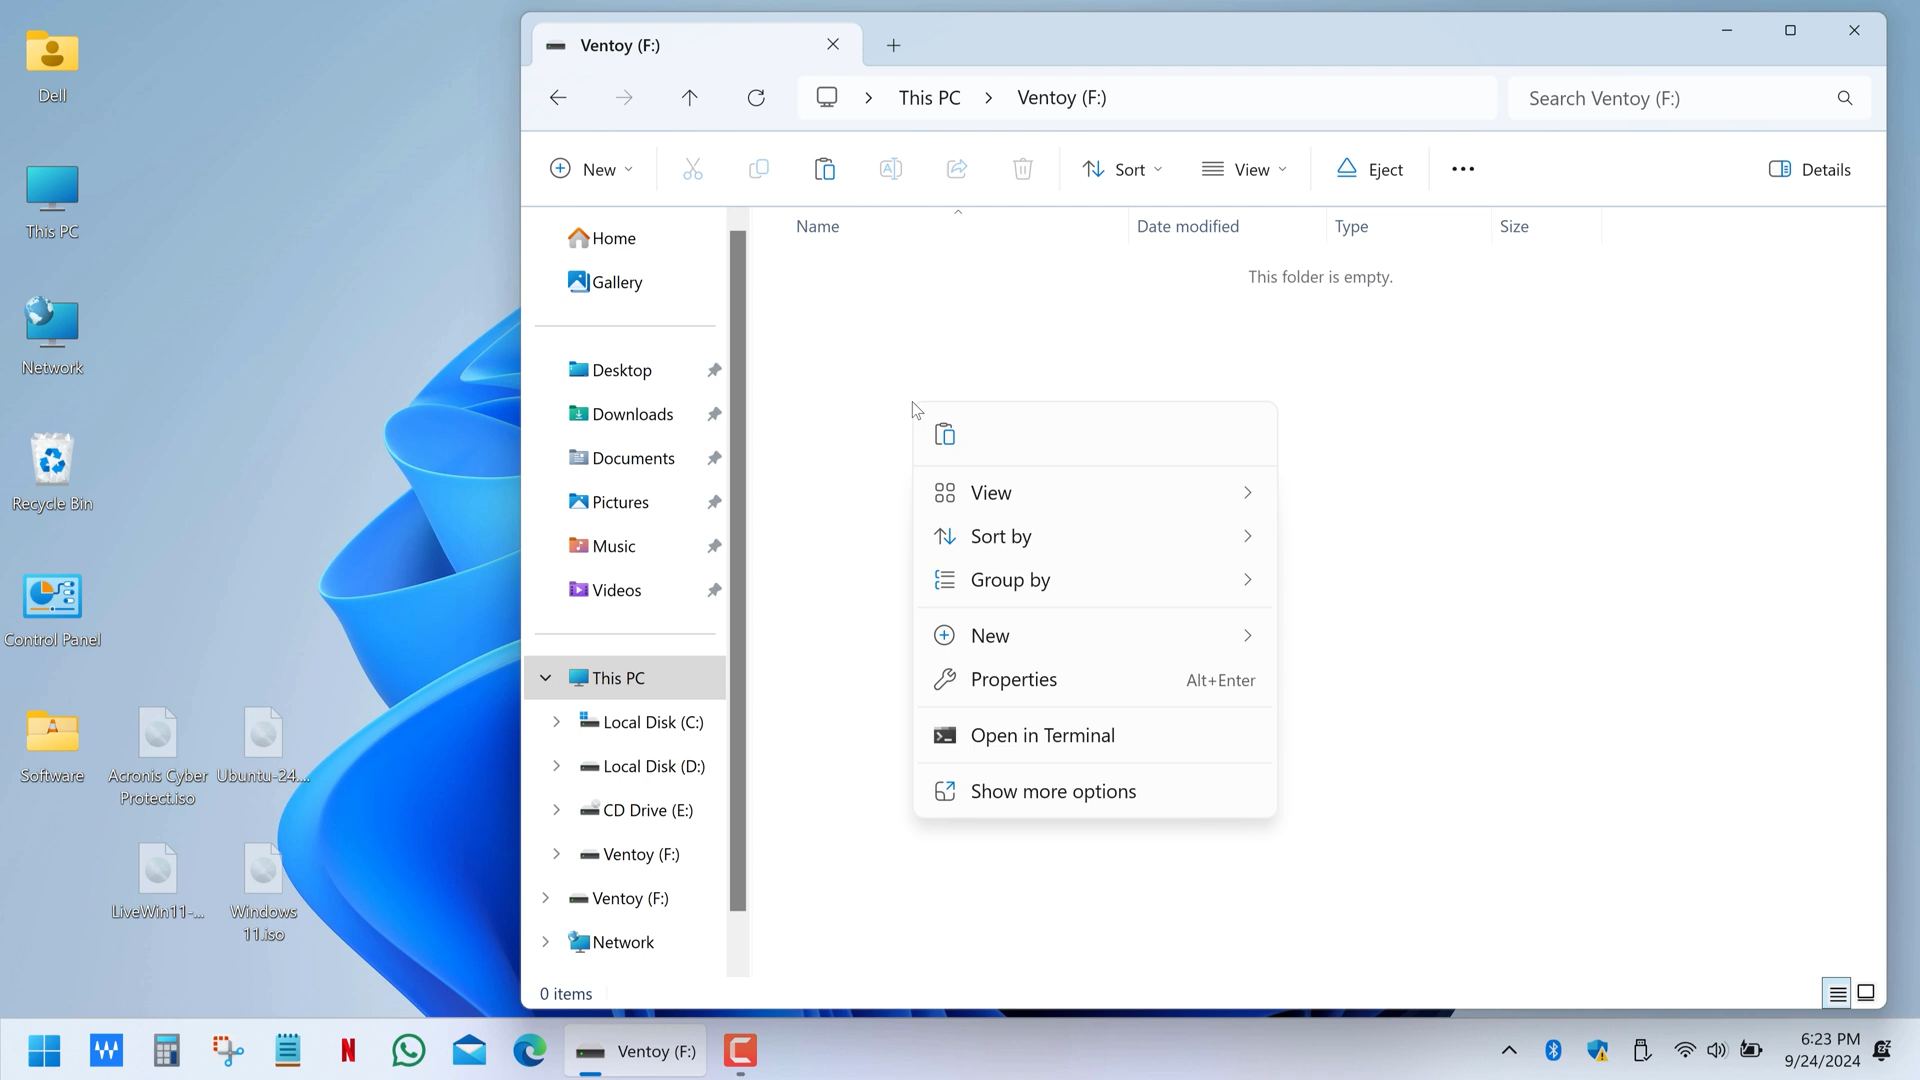 Dell
This PC
Network
Recycle Bin
Control Panel
Software
Acronis Cyber
Protect.iso
Ubuntu-24....
LiveWin11-...
Windows
11.iso
Ventoy (F:)
This PC
Ventoy (F:)
Search Ventoy (F:)
New
Sort
View
Eject
Details
Home
Gallery
Desktop
Downloads
Documents
Pictures
Music
Videos
This PC
Local Disk (C:)
Local Disk (D:)
CD Drive (E:)
Ventoy (F:)
Ventoy (F:)
Network
Name
Date modified
Type
Size
This folder is empty.
View
Sort by
Group by
New
Properties
Alt+Enter
Open in Terminal
Show more options
0 items
Ventoy (F:)
6:23 PM
9/24/2024